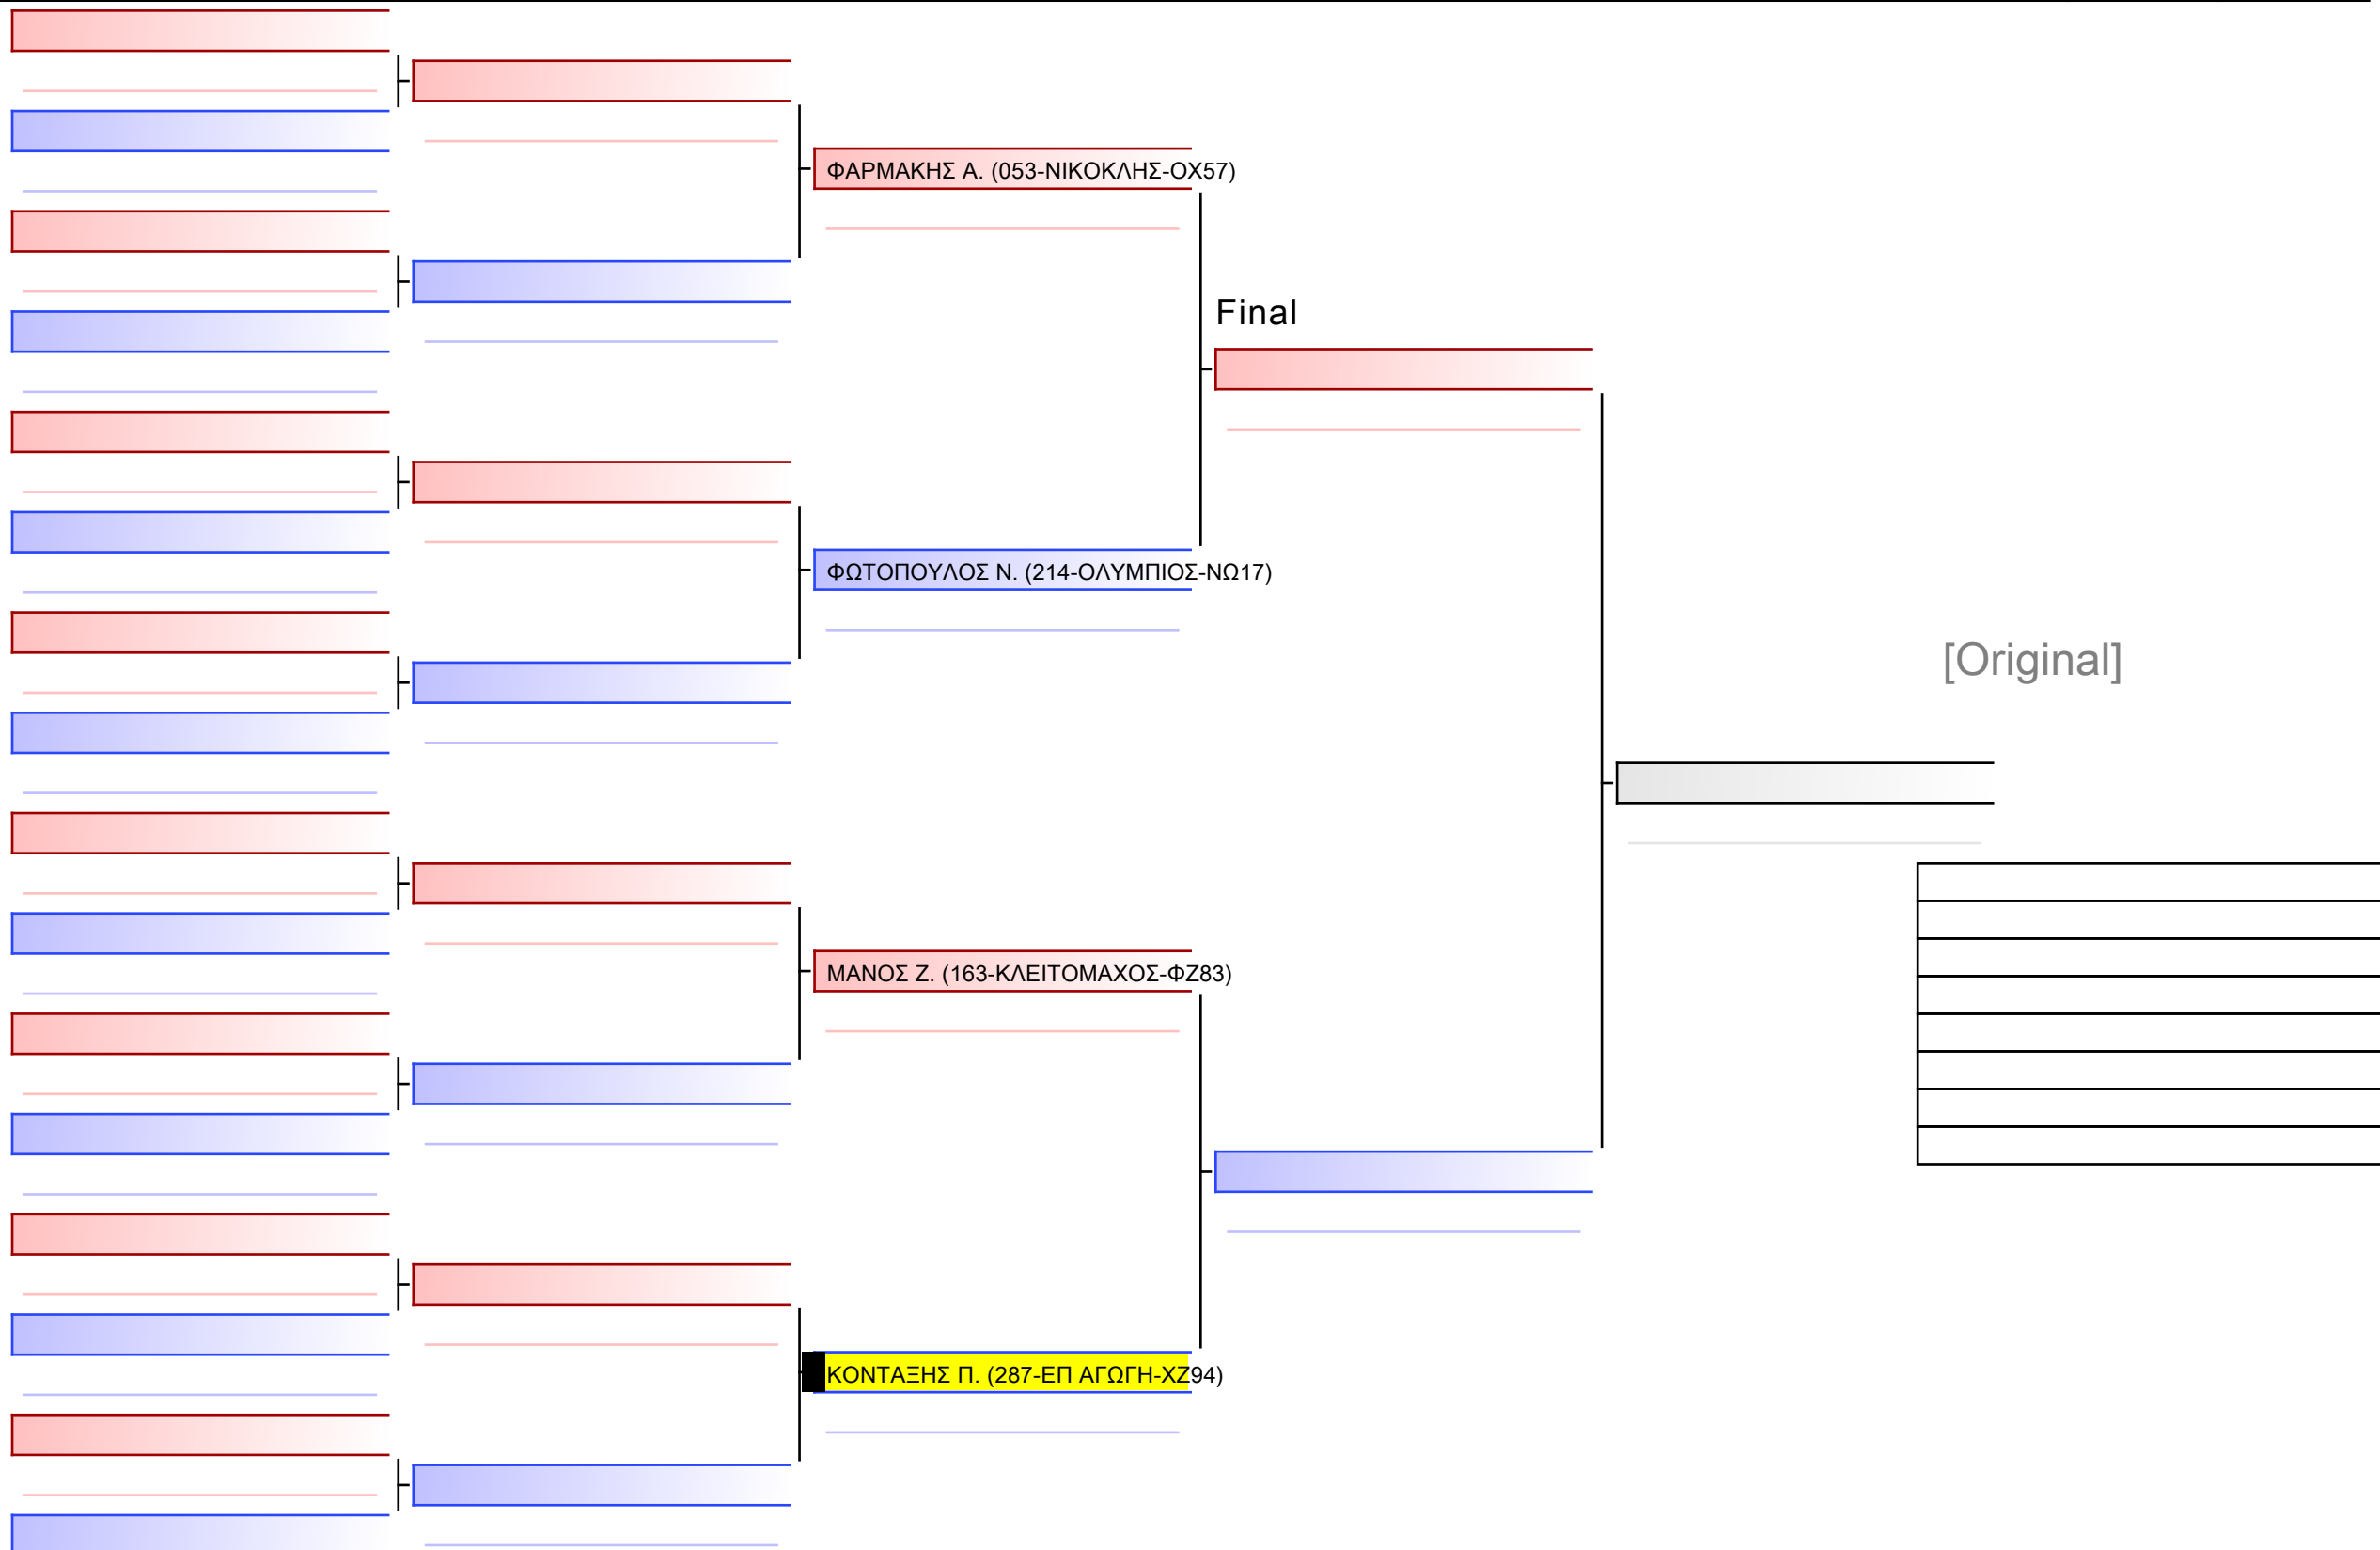 ΦΑΡΜΑΚΗΣ Α. (053-ΝΙΚΟΚΛΗΣ-ΟΧ57)
Final
ΦΩΤΟΠΟΥΛΟΣ Ν. (214-ΟΛΥΜΠΙΟΣ-ΝΩ17)
[Original]
ΜΑΝΟΣ Ζ. (163-ΚΛΕΙΤΟΜΑΧΟΣ-ΦΖ83)
ΚΟΝΤΑΞΗΣ Π. (287-ΕΠ ΑΓΩΓΗ-ΧΖ94)